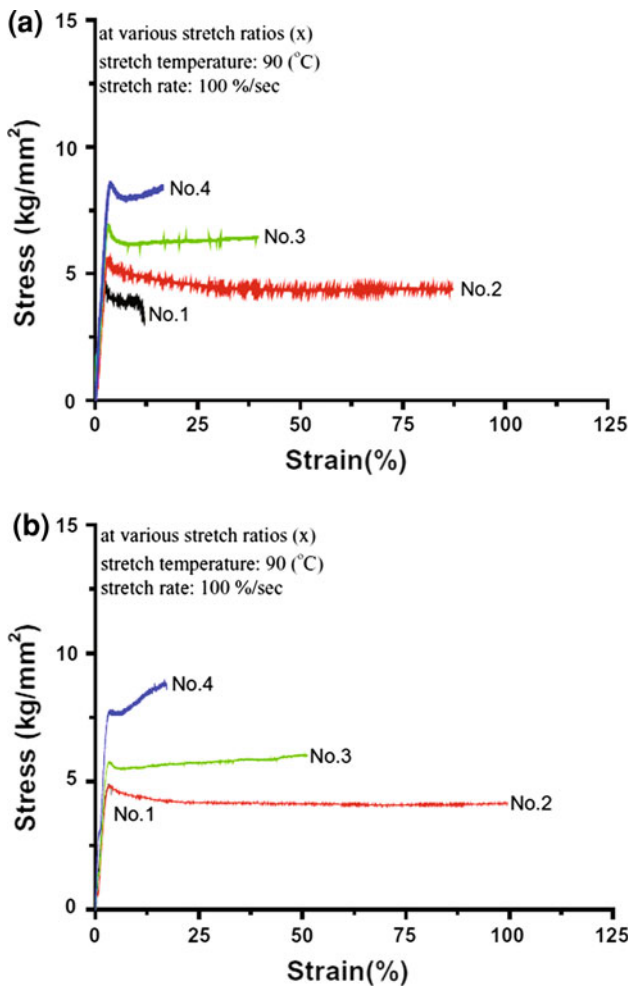 (a)
15
at various stretch ratios (x)
stretch temperature: 90 (°C)
stretch rate: 100 %/sec
10
No.4
No.3
5
No.2
No.1
0
Stress (kg/mm²)
0 25 50 75 100 125
Strain(%)
(b)
15
at various stretch ratios (x)
stretch temperature: 90 (°C)
stretch rate: 100 %/sec
10
No.4
No.3
5
No.1
No.2
0
Stress (kg/mm²)
0 25 50 75 100 125
Strain(%)